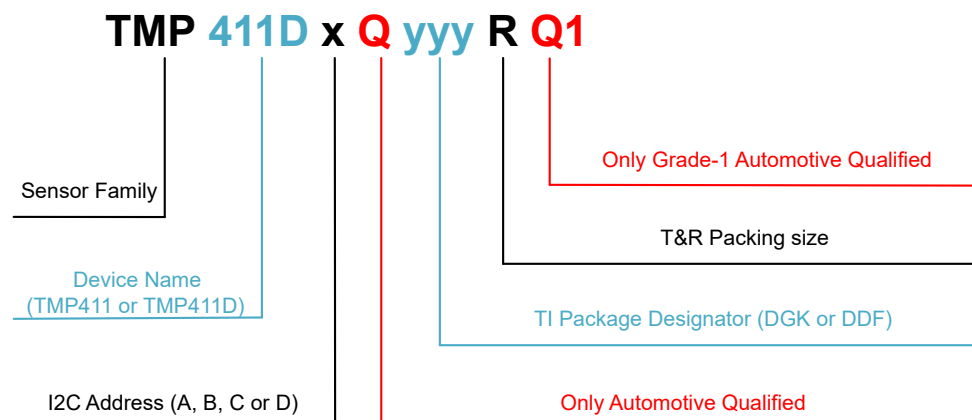 TMP 411D x Q yyy R Q1
Only Grade-1 Automotive Qualified
Sensor Family
T&R Packing size
Device Name
(TMP411 or TMP411D)
TI Package Designator (DGK or DDF)
I2C Address (A, B, C or D)
Only Automotive Qualified